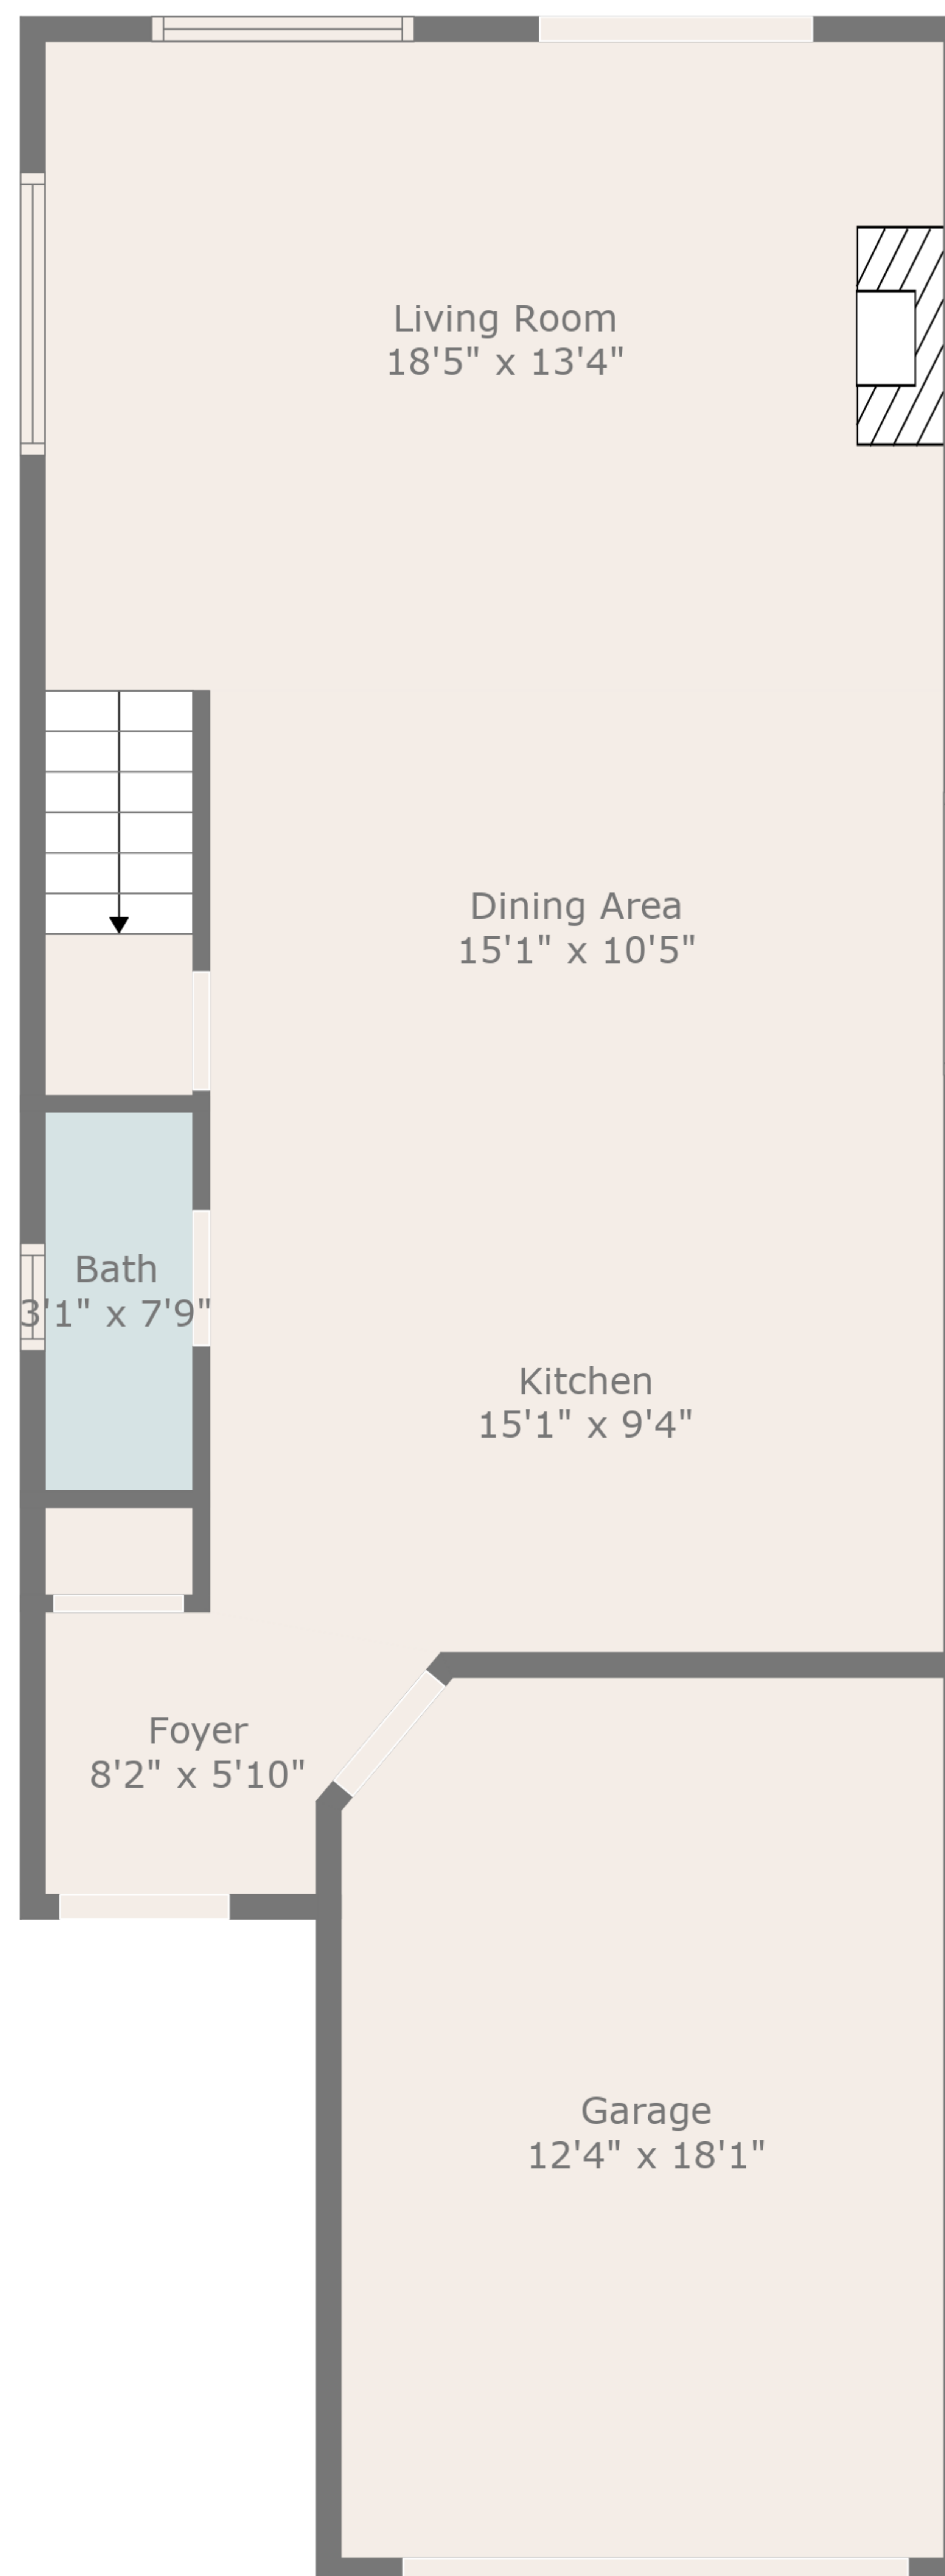 Living Room
18'5" x 13'4"
Dining Area
15'1" x 10'5"
Bath
3'1" x 7'9"
Kitchen
15'1" x 9'4"
Foyer
8'2" x 5'10"
Garage
12'4" x 18'1"